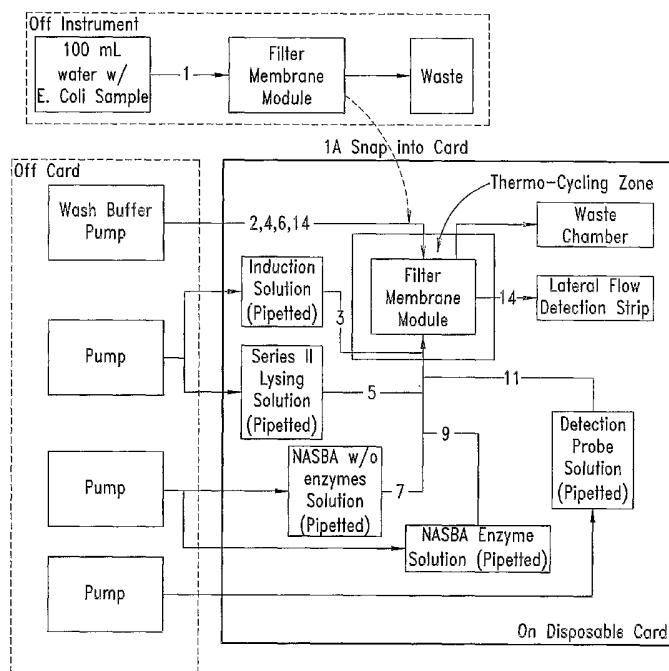 Off Instrument
100 mL
water w/
E. Coli Sample
1
Filter
Membrane
Module
Waste
1A Snap into Card
Off Card
Thermo-Cycling Zone
Wash Buffer
Pump
2,4,6,14
Waste
Chamber
Induction
Solution
(Pipetted)
3
Filter
Membrane
Module
14
Lateral Flow
Detection Strip
Pump
Series II
Lysing
Solution
(Pipetted)
5
11
9
Detection
Probe
Solution
(Pipetted)
Pump
NASBA w/o
enzymes
Solution
(Pipetted)
7
NASBA Enzyme
Solution (Pipetted)
Pump
On Disposable Card